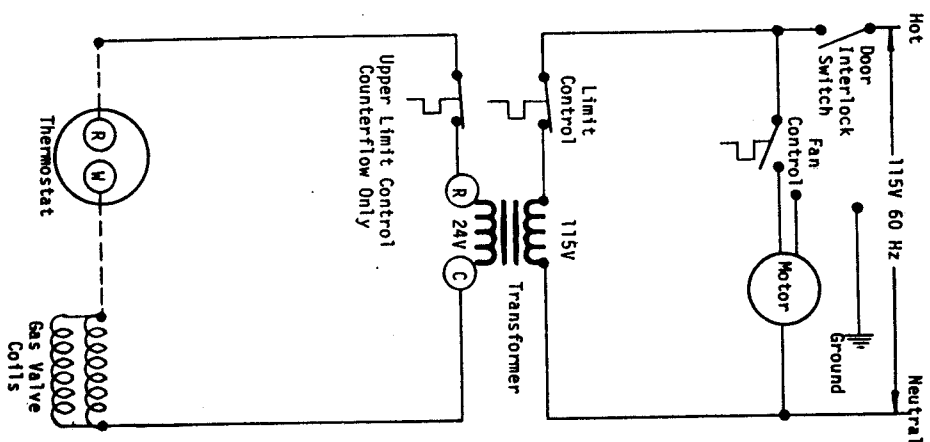 Hot
115V 60 Hz
Neutral
Door
Interlock
Switch
Fan
Control
Motor
Ground
Limit
Control
115V
Transformer
24V
R
C
Upper Limit Control
Counterflow Only
R
W
Thermostat
Gas Valve
Coils